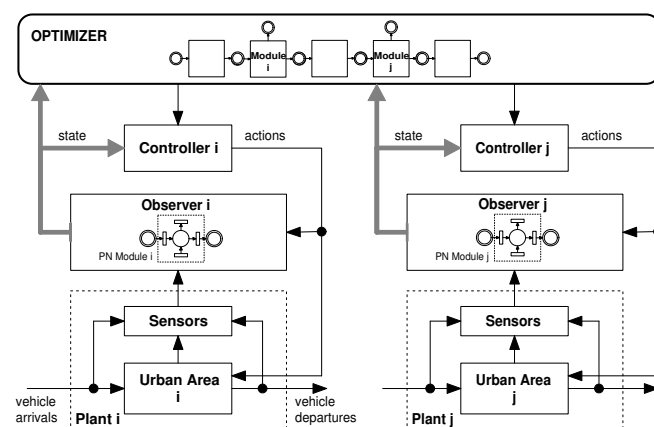 OPTIMIZER
Module
i
Module
j
state
Controller i
actions
state
Controller j
actions
Observer i
PN Module i
Observer j
PN Module j
Sensors
Sensors
Urban Area
i
Urban Area
j
vehicle
arrivals
Plant i
vehicle
departures
Plant j